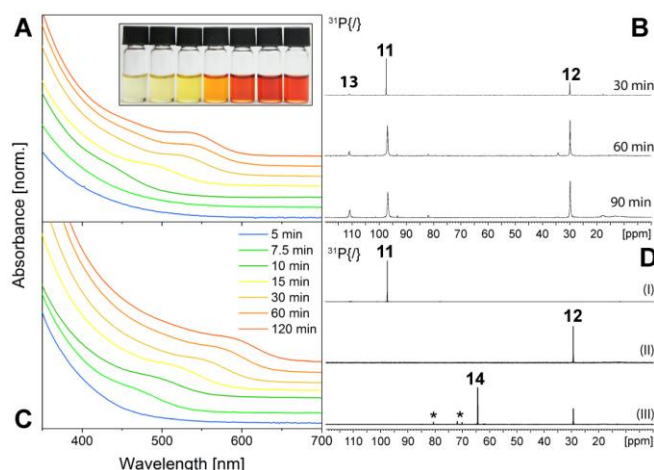 A
Absorbance [norm.]
5 min
7.5 min
10 min
15 min
30 min
60 min
120 min
C
400
500
600
700
Wavelength [nm]
31P{/}
B
13
11
12
30 min
60 min
90 min
110 100 90 80 70 60 50 40 30 20 [ppm]
31P{/}
D
11
(I)
12
(II)
14
* *
(III)
110 100 90 80 70 60 50 40 30 20 [ppm]